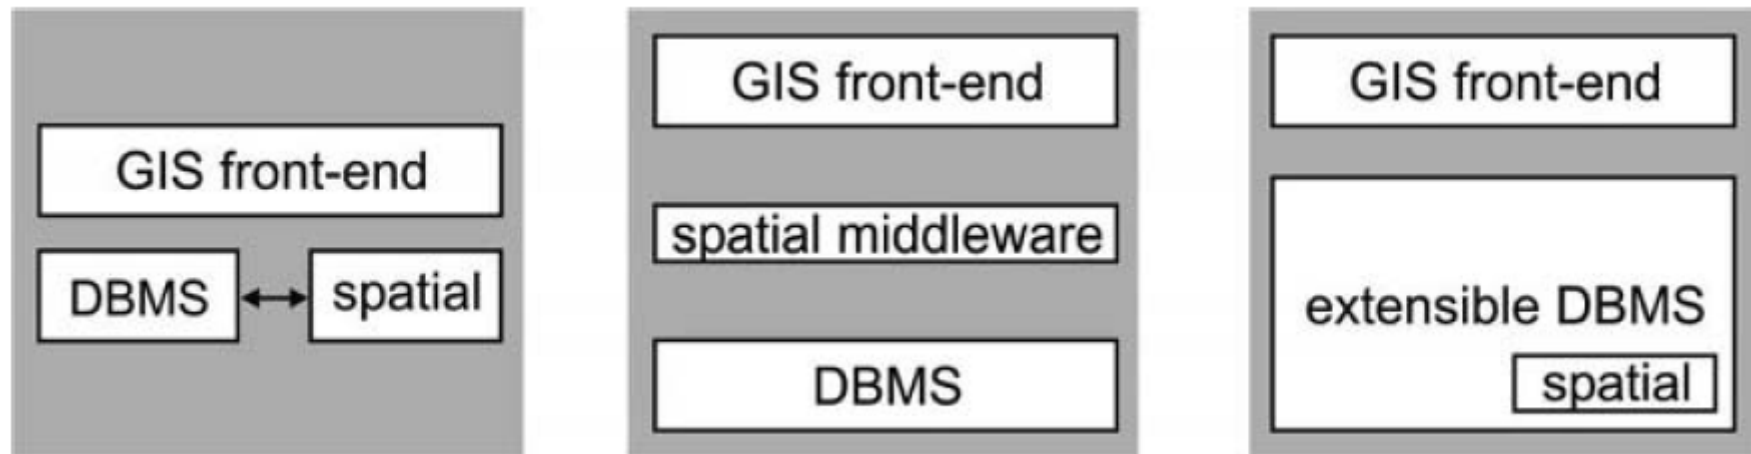 GIS front-end
DBMS
spatial
GIS front-end
spatial middleware
DBMS
GIS front-end
extensible DBMS
spatial